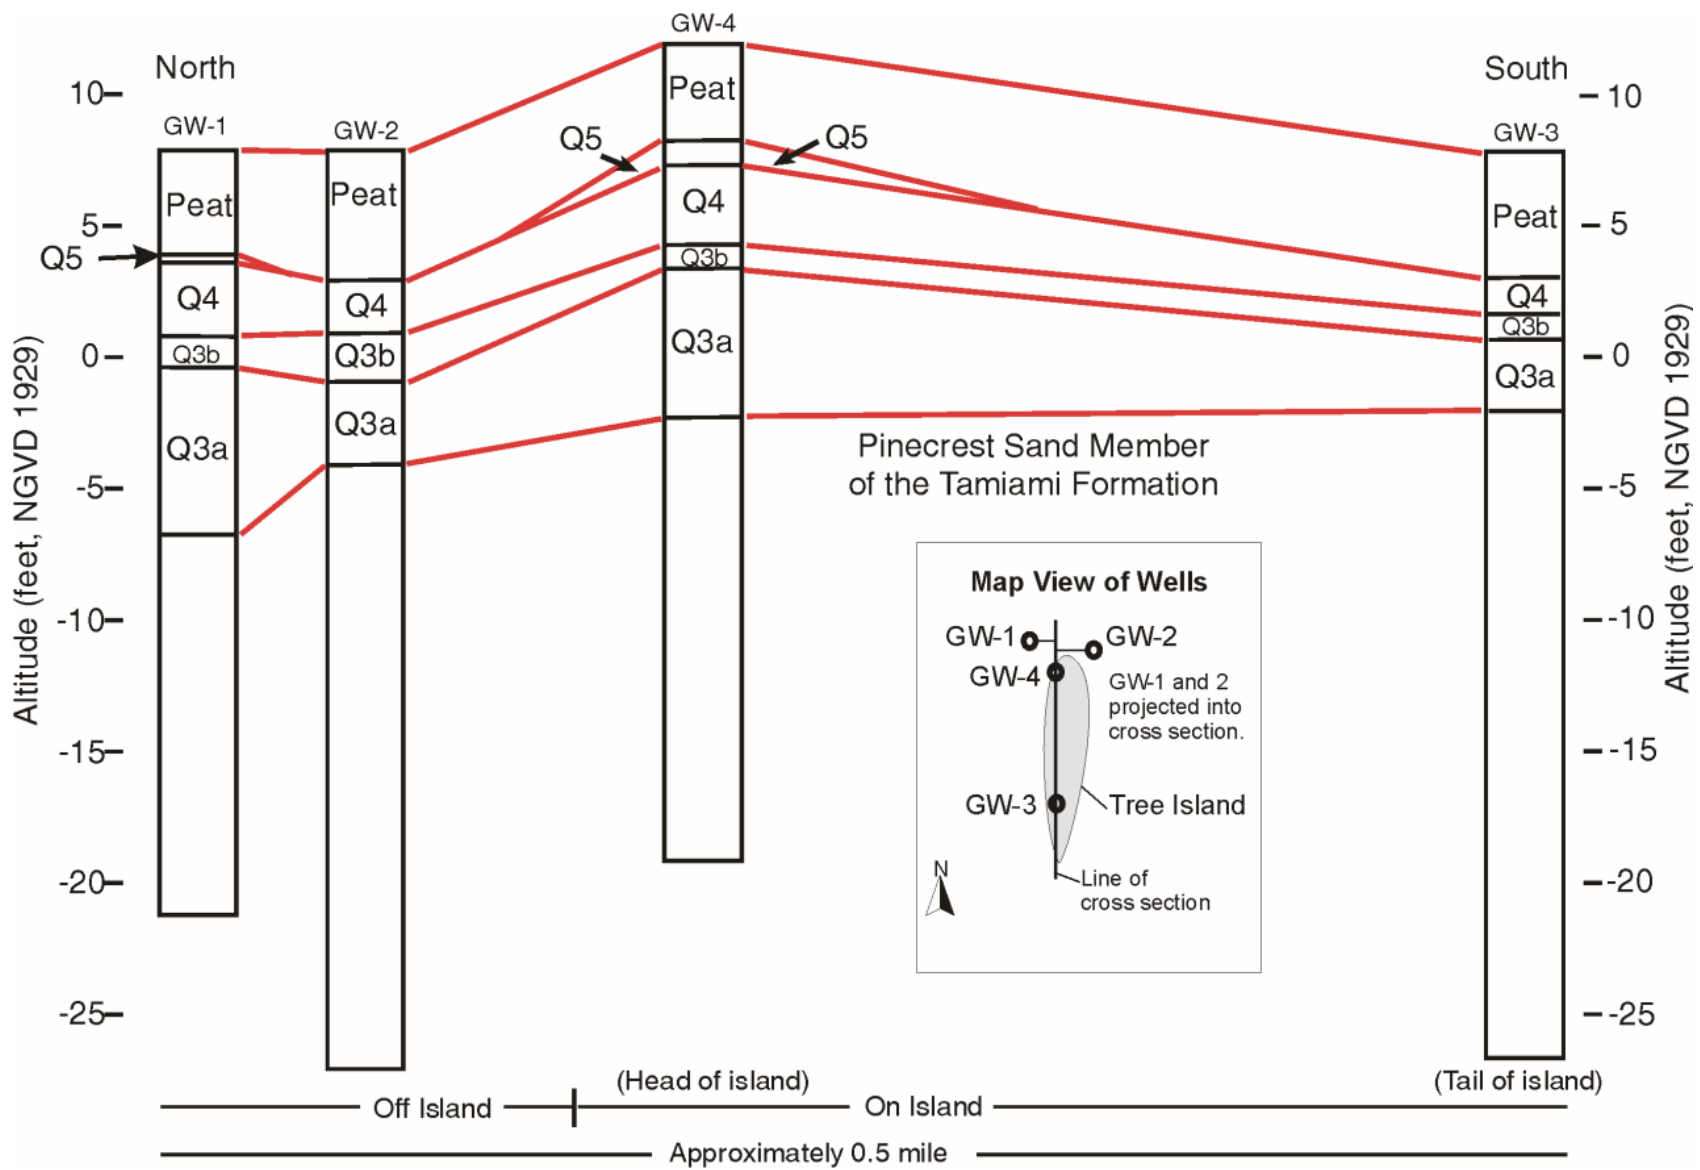 GW-4
North
South
10
10
GW-1
GW-2
GW-3
Peat
Q5
Q5
Peat
Peat
Peat
Q4
5
5
Q5
Q4
Q4
Q4
Q3b
Q3b
Q3b
Q3b
0
0
Q3a
Q3a
Q3a
Q3a
Altitude (feet, NGVD 1929)
Altitude (feet, NGVD 1929)
Pinecrest Sand Member
of the Tamiami Formation
-5
-5
Map View of Wells
GW-1
GW-2
GW-4
GW-1 and 2
projected into
cross section.
GW-3
Tree Island
N
Line of
cross section
-10
-10
-15
-15
-20
-20
-25
-25
(Head of island)
(Tail of island)
Off Island
On Island
Approximately 0.5 mile